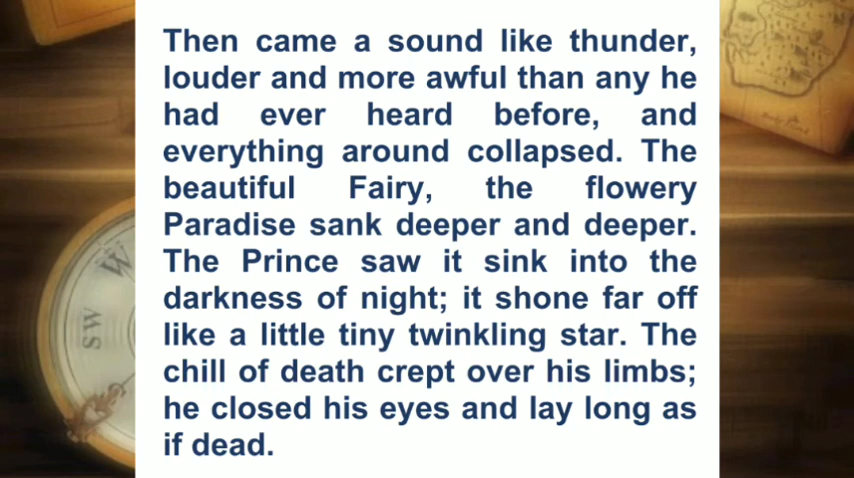 Then came a sound like thunder,
louder and more awful than any he
had ever heard before, and
everything around collapsed. The
beautiful Fairy, the flowery
Paradise sank deeper and deeper.
The Prince saw it sink into the
darkness of night; it shone far off
like a little tiny twinkling star. The
chill of death crept over his limbs;
he closed his eyes and lay long as
if dead.
W
SW